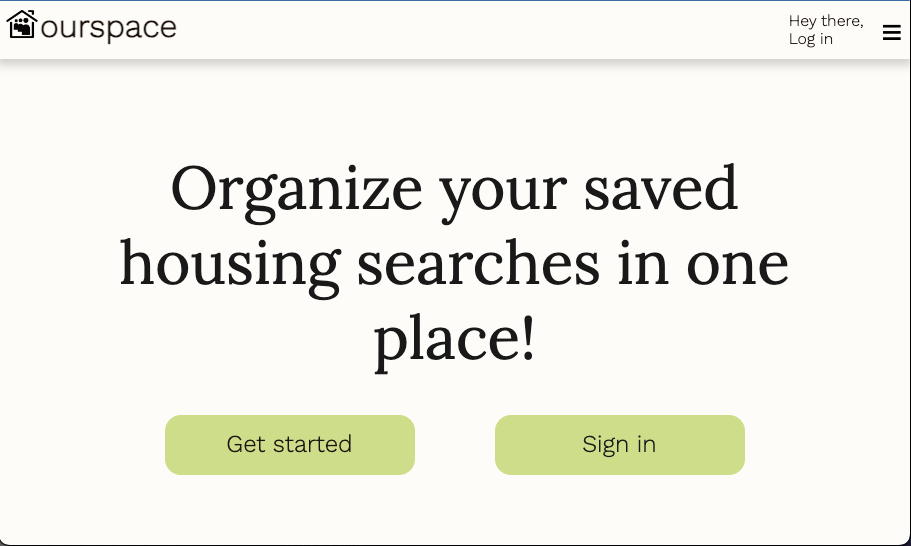 ourspace
Hey there,
Log in
Organize your saved
housing searches in one
place!
Get started
Sign in